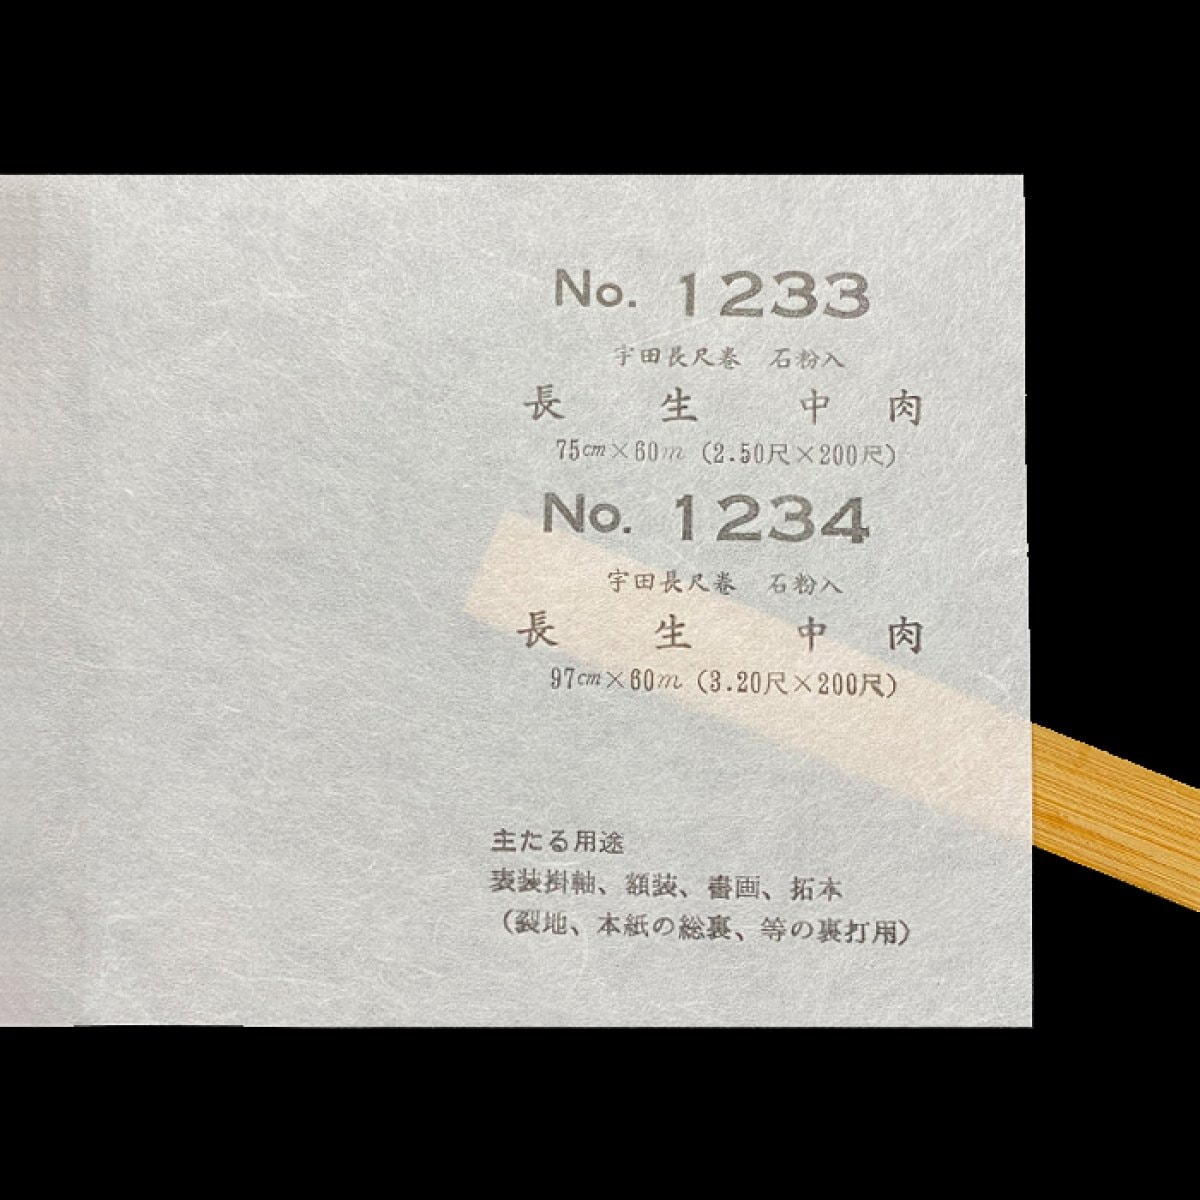 No. 1233
宇田長尺巻 石粉入
長 生 中 肉
75cm×60m (2.50尺×200尺)
No. 1234
宇田長尺巻 石粉入
長 生 中 肉
97cm×60m (3.20尺×200尺)
主たる用途
表装掛軸、額装、書画、拓本
(裂地、本紙の総裏、等の裏打用)